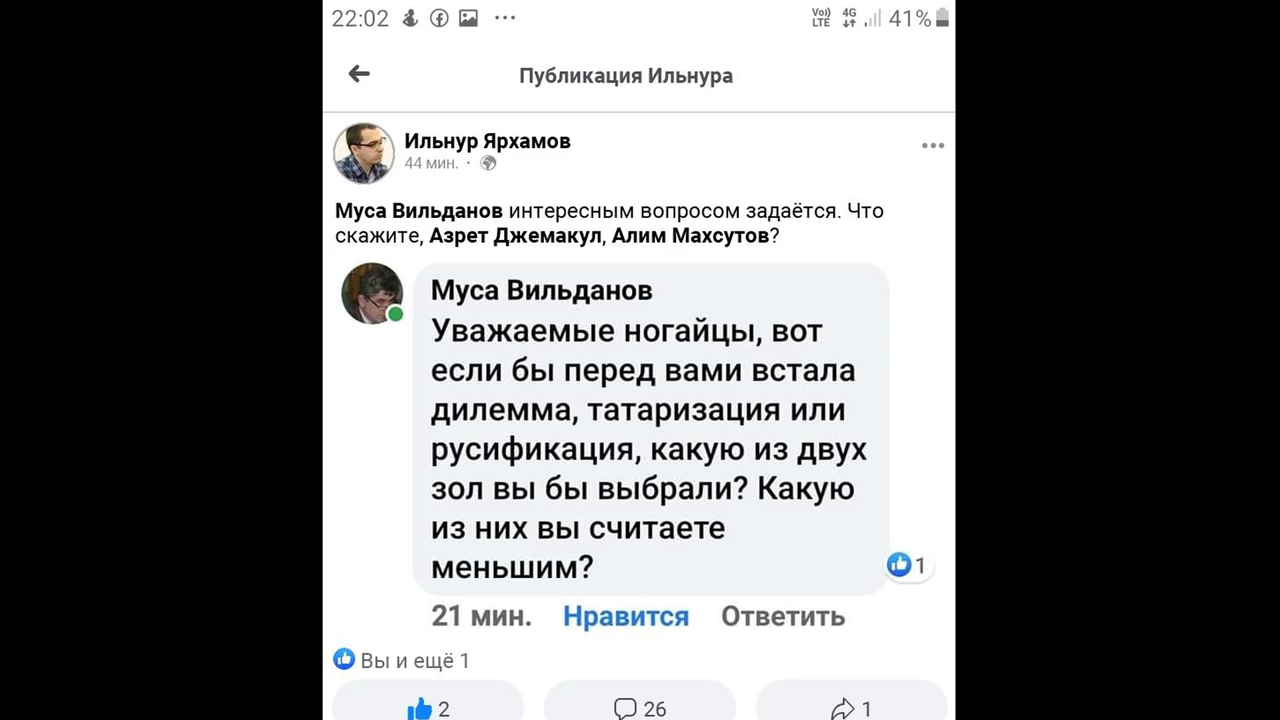 22:02 ••• Vo)) LTE 4G 41%
Публикация Ильнура
Ильнур Ярхамов
44 мин. ·
Муса Вильданов интересным вопросом задаётся. Что
скажите, Азрет Джемакул, Алим Махсутов?
Муса Вильданов
Уважаемые ногайцы, вот
если бы перед вами встала
дилемма, татаризация или
русификация, какую из двух
зол вы бы выбрали? Какую
из них вы считаете
меньшим?
1
21 мин. Нравится Ответить
Вы и ещё 1
2 26 1